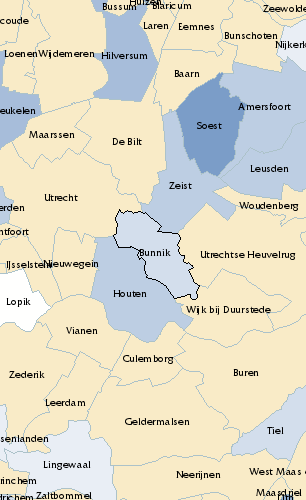 Huizen
Bussum
Blaricum
Zeewolde
coude
Laren
Eemnes
Bunschoten
Nijkerk
Loenen
Wijdemeren
Hilversum
Baarn
eukelen
Amersfoort
Maarssen
De Bilt
Soest
Leusden
Utrecht
Zeist
Woudenberg
erden
ntfoort
Bunnik
Utrechtse Heuvelrug
IJsselstein
Nieuwegein
Houten
Lopik
Wijk bij Duurstede
Vianen
Culemborg
Zederik
Buren
Leerdam
Geldermalsen
Tiel
ssenlanden
Lingewaal
Neerijnen
West Maas
rinchem
Maasdriel
drichem
Zaltbommel